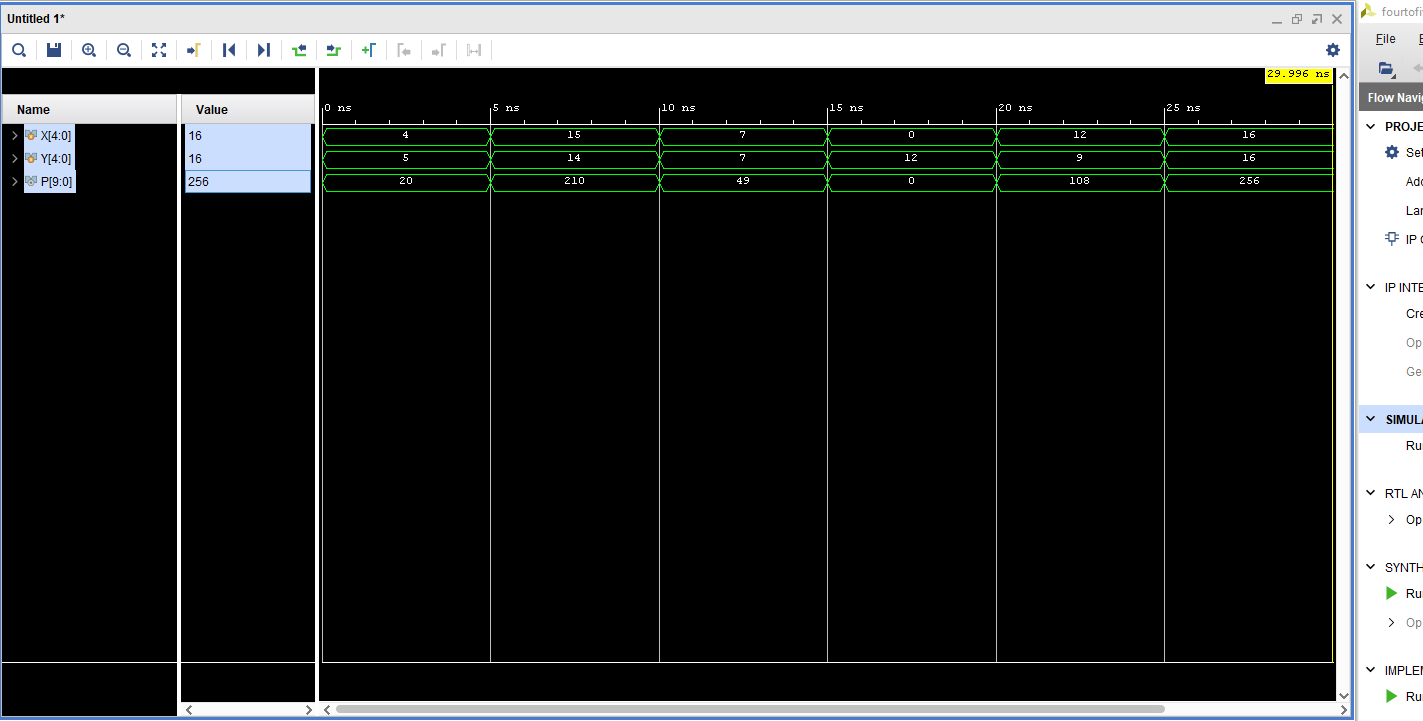 Untitled 1*
fourtofi
File
29.996 ns
Flow Navi
Name Value
0 ns 5 ns 10 ns 15 ns 20 ns 25 ns
X[4:0] 16 4 15 7 0 12 16
Y[4:0] 16 5 14 7 12 9 16
P[9:0] 256 20 210 49 0 108 256
PROJE
Set
Add
Lar
IP C
IP INTE
Cre
Op
Ger
SIMULA
Ru
RTL AN
Op
SYNTH
Ru
Op
IMPLEM
Ru